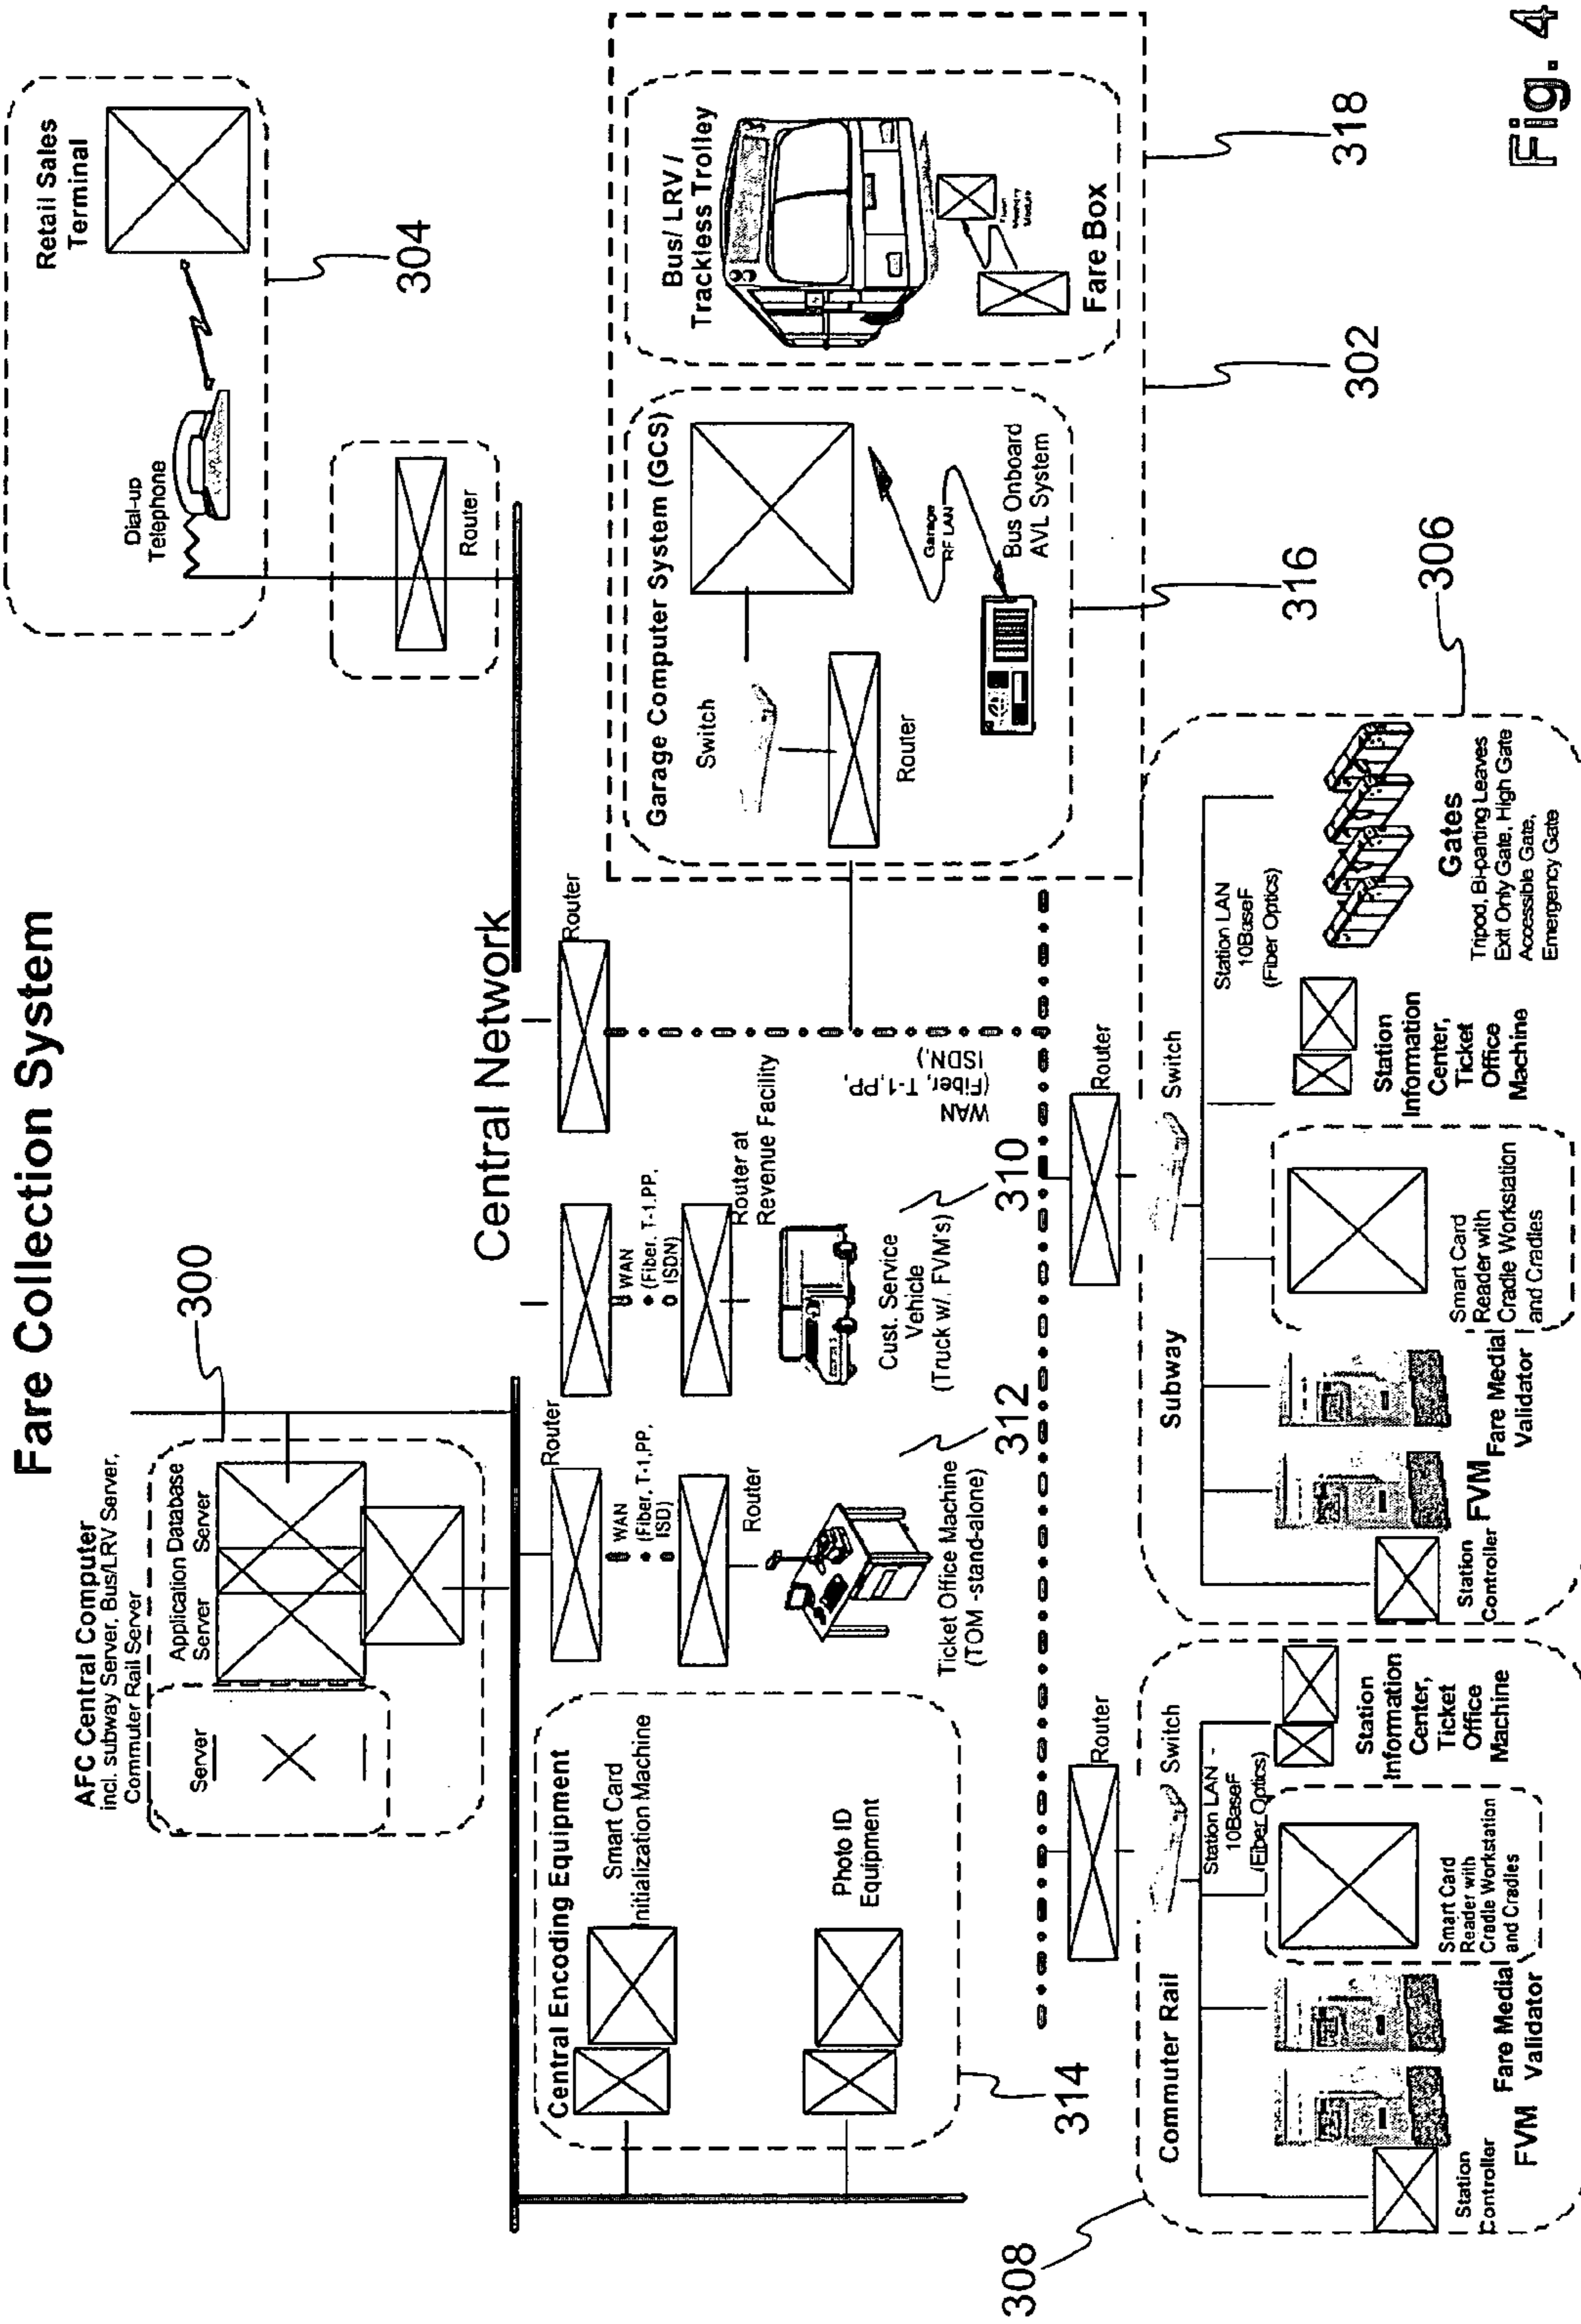 Fare Collection System
AFC Central Computer
incl. subway Server, Bus/LRV Server,
Commuter Rail Server
Server
Application Database
Server Server
300
Central Network
Dial-up
Telephone
Retail Sales
Terminal
304
Router
Central Encoding Equipment
Smart Card
Initialization Machine
Photo ID
Equipment
314
Router
WAN
(Fiber, T-1,PP,
ISD)
Router
Ticket Office Machine
(TOM -stand-alone)
312
WAN
(Fiber, T-1,PP,
ISDN)
Router at
Revenue Facility
Cust. Service
Vehicle
(Truck w/. FVM's)
310
Router
WAN
(Fiber, T-1,PP,
ISDN,)
Garage Computer System (GCS)
Switch
Router
Garage
RF LAN
Bus Onboard
AVL System
316
Bus/ LRV /
Trackless Trolley
Fare Box
318
302
Router
Commuter Rail
Switch
Station LAN -
10BaseF
(Fiber Optics)
Station
Controller
FVM
Fare Media
Validator
Smart Card
Reader with
Cradle Workstation
and Cradles
Station
Information
Center,
Ticket
Office
Machine
308
Router
Subway
Switch
Station LAN
10BaseF
(Fiber Optics)
Station
Controller
FVM
Fare Media
Validator
Smart Card
Reader with
Cradle Workstation
and Cradles
Station
Information
Center,
Ticket
Office
Machine
Gates
Tripod, Bi-parting Leaves
Exit Only Gate, High Gate
Accessible Gate,
Emergency Gate
306
Fig. 4